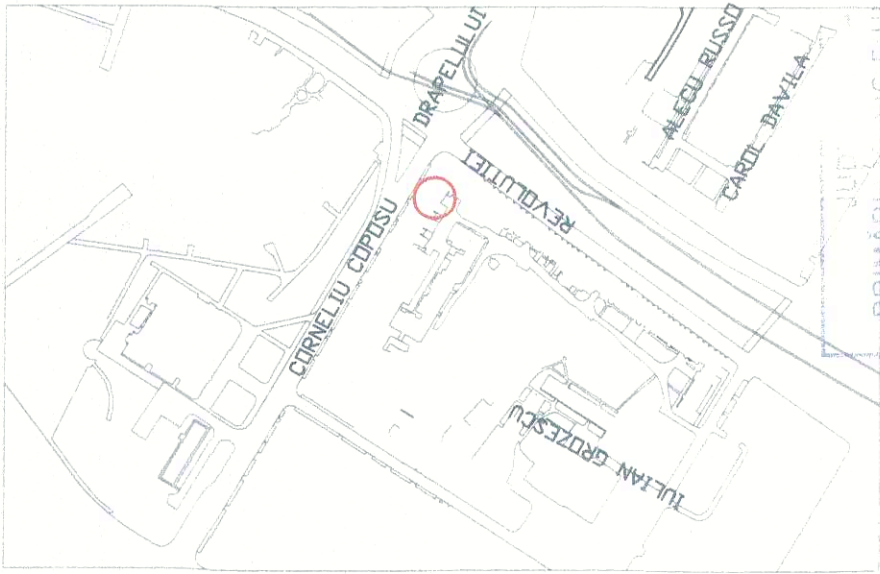 DRAPELULUI
ALECU RUSSO
CAROL DAVILA
REVOLUTIEI
CORNELIU COPOSU
IULIAN GROZESCU